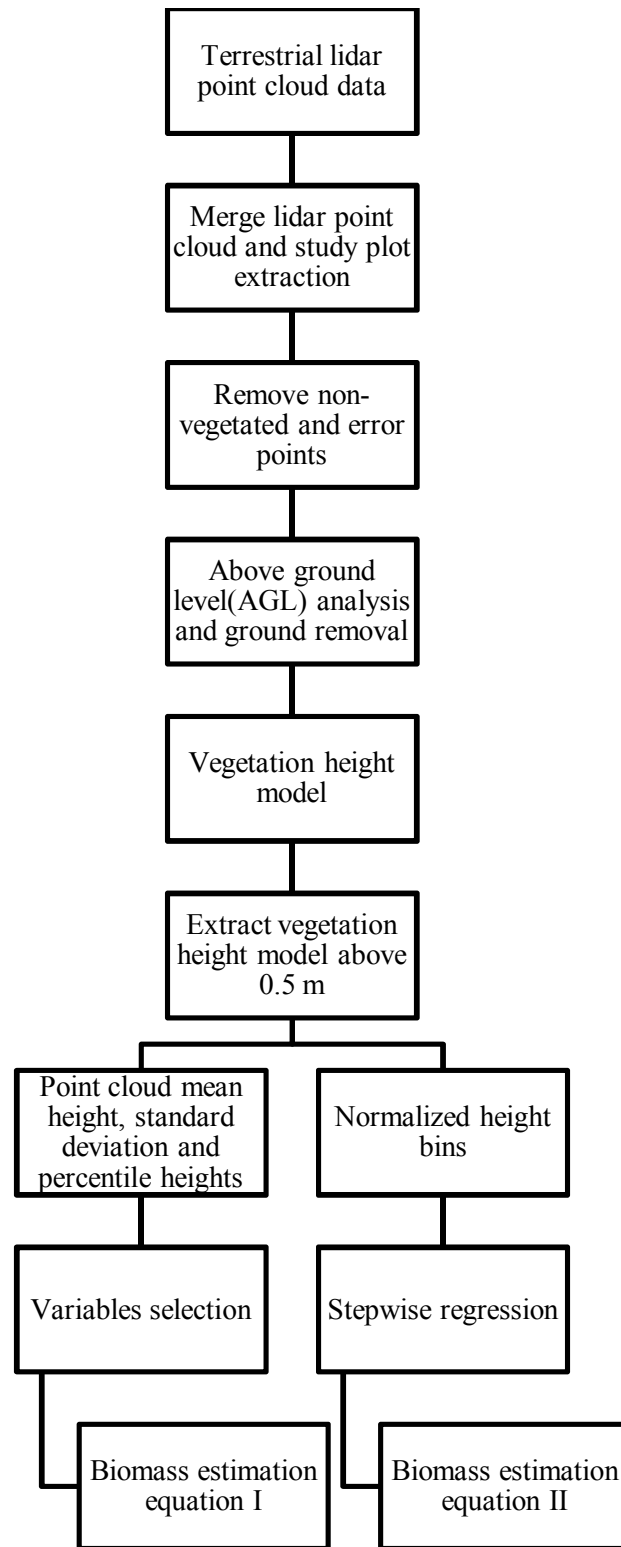 Terrestrial lidar
point cloud data
Merge lidar point
cloud and study plot
extraction
Remove non-
vegetated and error
points
Above ground
level(AGL) analysis
and ground removal
Vegetation height
model
Extract vegetation
height model above
0.5 m
Point cloud mean
height, standard
deviation and
percentile heights
Normalized height
bins
Variables selection
Stepwise regression
Biomass estimation
equation I
Biomass estimation
equation II